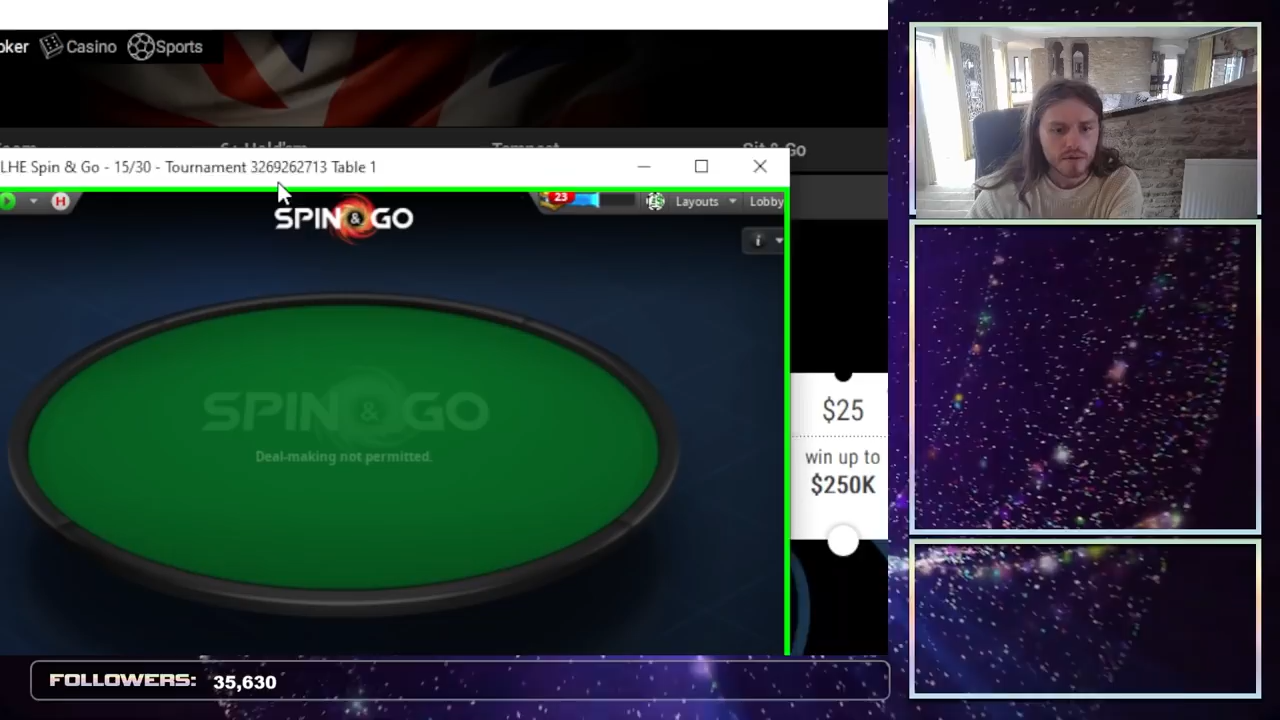 oker Casino Sports
LHE Spin & Go - 15/30 - Tournament 3269262713 Table 1
H
23
Layouts
Lobby
SPIN & GO
i
SPIN & GO
Deal-making not permitted.
$25
win up to
$250K
FOLLOWERS: 35,630